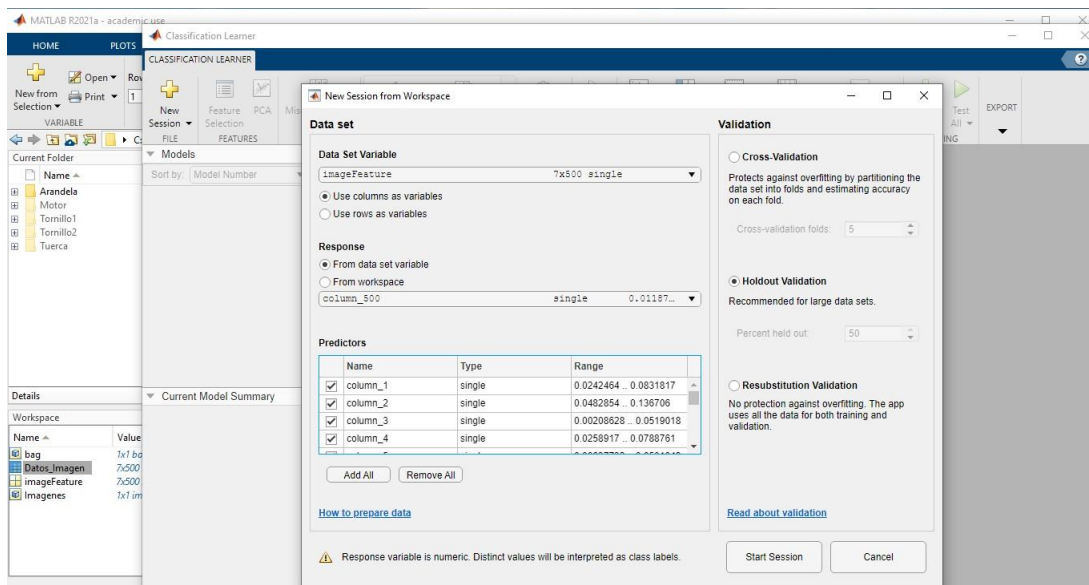 MATLAB R2021a - academic use
Classification Learner
HOME PLOTS
CLASSIFICATION LEARNER
New from Selection
Open
Print
1
VARIABLE
New Session
Feature Selection
PCA
FILE FEATURES
Test All
EXPORT
Current Folder
Name
Arandela
Motor
Tornillo1
Tornillo2
Tuerca
Details
Workspace
Name Value
bag 1x1
Datos_Imagen 7x500
imageFeature 7x500
Imagenes 1x1
Models
Sort by: Model Number
Current Model Summary
New Session from Workspace
Data set
Data Set Variable
imageFeature 7x500 single
Use columns as variables
Use rows as variables
Response
From data set variable
From workspace
column_500 single 0.01187...
Predictors
Name Type Range
column_1 single 0.0242464 .. 0.0831817
column_2 single 0.0482854 .. 0.136706
column_3 single 0.00208628 .. 0.0519018
column_4 single 0.0258917 .. 0.0788761
Add All Remove All
How to prepare data
Response variable is numeric. Distinct values will be interpreted as class labels.
Validation
Cross-Validation
Protects against overfitting by partitioning the
data set into folds and estimating accuracy
on each fold.
Cross-validation folds: 5
Holdout Validation
Recommended for large data sets.
Percent held out: 50
Resubstitution Validation
No protection against overfitting. The app
uses all the data for both training and
validation.
Read about validation
Start Session Cancel